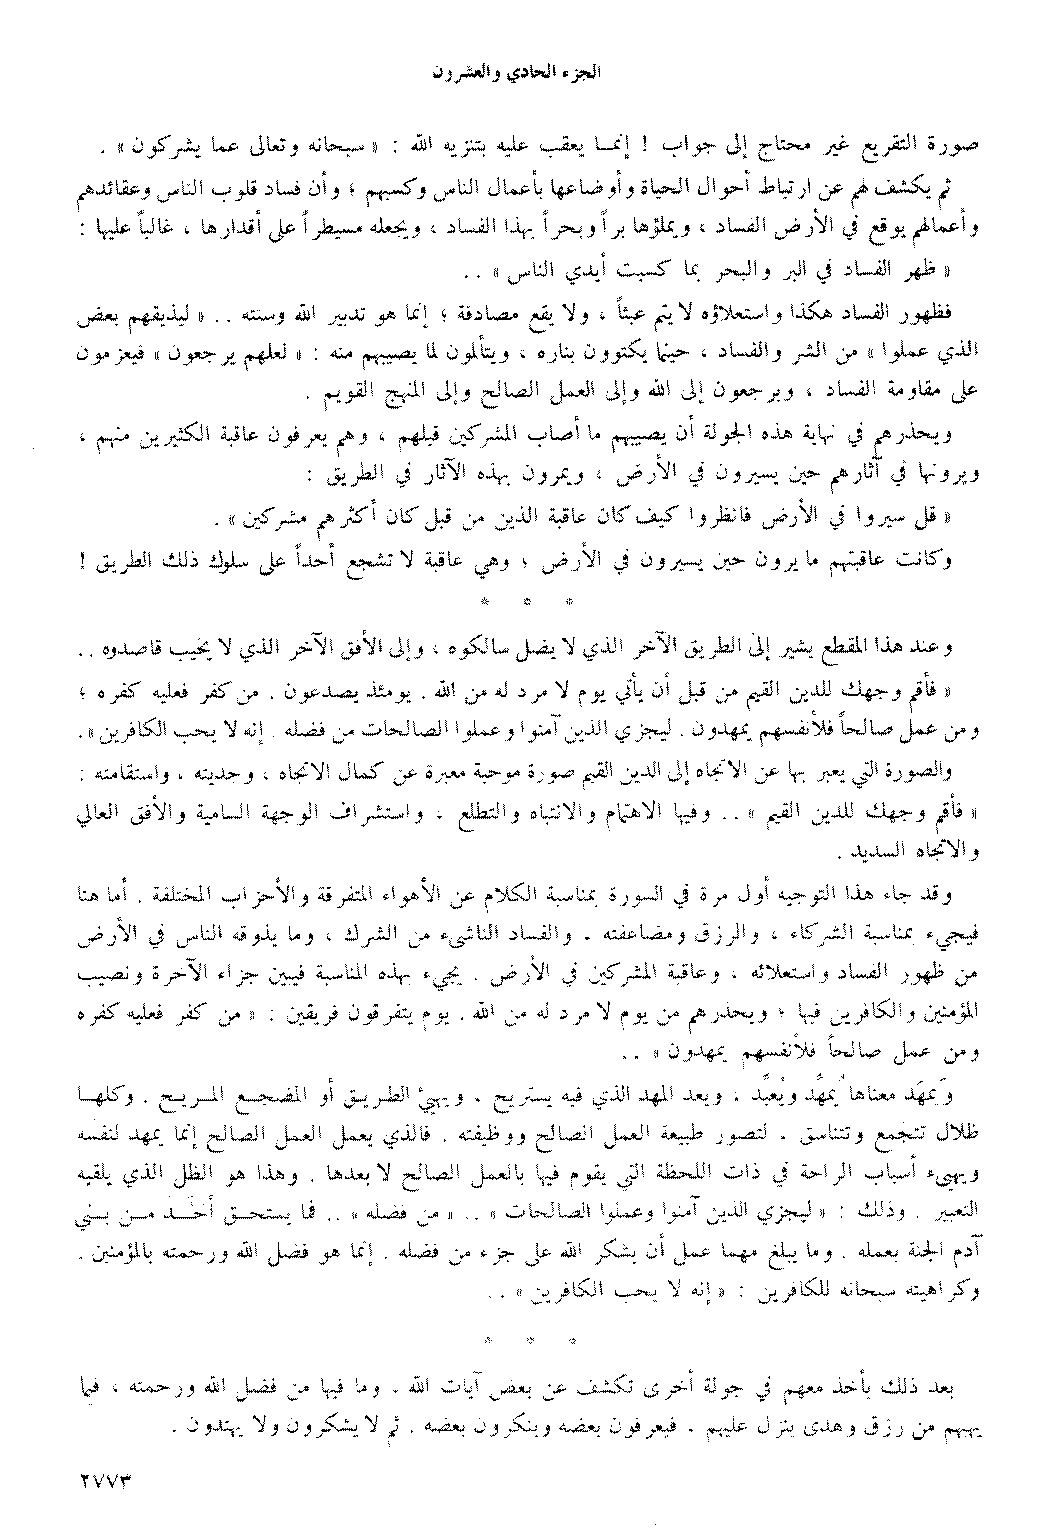 الجزء الحادي والعشرون
صورة التقريع غير محتاج إلى جواب ! إنمـا يعقب عليه بتنزيه الله : « سبحانه وتعالى عما يشركون » .
ثم يكشف لهم عن ارتباط أحوال الحياة وأوضاعها بأعمال الناس وكسبهم ؛ وأن فساد قلوب الناس وعقائدهم
وأعمالهم يوقع في الأرض الفساد ، ويملؤها براً وبحراً بهذا الفساد ، ويجعله مسيطراً على أقدارها ، غالباً عليها :
« ظهر الفساد في البر والبحر بما كسبت أيدي الناس » ..
فظهور الفساد هكذا واستعلاؤه لا يتم عبثاً ، ولا يقع مصادفة ؛ إنما هو تدبير الله وسنته .. « ليذيقهم بعض
الذي عملوا » من الشر والفساد ، حينما يكتوون بناره ، ويتألمون لما يصيبهم منه : « لعلهم يرجعون » فيعزمون
على مقاومة الفساد ، ويرجعون إلى الله وإلى العمل الصالح وإلى المنهج القويم .
ويحذرهم في نهاية هذه الجولة أن يصيبهم ما أصاب المشركين قبلهم ، وهم يعرفون عاقبة الكثيرين منهم ،
ويرونها في آثارهم حين يسيرون في الأرض ، ويمرون بهذه الآثار في الطريق :
« قل سيروا في الأرض فانظروا كيف كان عاقبة الذين من قبل كان أكثرهم مشركين » .
وكانت عاقبتهم ما يرون حين يسيرون في الأرض ؛ وهي عاقبة لا تشجع أحداً على سلوك ذلك الطريق !
* * *
وعند هذا المقطع يشير إلى الطريق الآخر الذي لا يضل سالكوه ، وإلى الأفق الآخر الذي لا يخيب قاصدوه ..
« فأقم وجهك للدين القيم من قبل أن يأتي يوم لا مرد له من الله . يومئذ يصدعون . من كفر فعليه كفره ؛
ومن عمل صالحاً فلأنفسهم يمهدون . ليجزي الذين آمنوا وعملوا الصالحات من فضله . إنه لا يحب الكافرين » .
والصورة التي يعبر بها عن الاتجاه إلى الدين القيم صورة موحية معبرة عن كمال الاتجاه ، وجديته ، واستقامته :
« فأقم وجهك للدين القيم » .. وفيها الاهتمام والانتباه والتطلع ، واستشراف الوجهة السامية والأفق العالي
والاتجاه السديد .
وقد جاء هذا التوجيه أول مرة في السورة بمناسبة الكلام عن الأهواء المتفرقة والأحزاب المختلفة . أما هنا
فيجيء بمناسبة الشركاء ، والرزق ومضاعفته . والفساد الناشىء من الشرك ، وما يذوقه الناس في الأرض
من ظهور الفساد واستعلائه ، وعاقبة المشركين في الأرض . يجيء بهذه المناسبة فيبين جزاء الآخرة ونصيب
المؤمنين والكافرين فيها ؛ ويحذرهم من يوم لا مرد له من الله . يوم يتفرقون فريقين : « من كفر فعليه كفره
ومن عمل صالحاً فلأنفسهم يمهدون » ..
وَيَمهَد معناها يُمهَّد ويُعبَّد ، ويعد المهد الذي فيه يستريح ، ويهيئ الطريـق أو المضجـع المـريـح . وكلهـا
ظلال تتجمع وتتناسق . لتصور طبيعة العمل الصالح ووظيفته . فالذي يعمل العمل الصالح إنما يمهد لنفسه
ويهيىء أسباب الراحة في ذات اللحظة التي يقوم فيها بالعمل الصالح لا بعدها . وهذا هو الظل الذي يلقيه
التعبير . وذلك : « ليجزي الذين آمنوا وعملوا الصالحات » .. « من فضله » .. فما يستحـق أحـد مـن بـني
آدم الجنة بعمله . وما يبلغ مهما عمل أن يشكر الله على جزء من فضله . إنما هو فضل الله ورحمته بالمؤمنين .
وكراهيته سبحانه للكافرين : « إنه لا يحب الكافرين » ..
* * *
بعد ذلك يأخذ معهم في جولة أخرى تكشف عن بعض آيات الله ، وما فيها من فضل الله ورحمته ، فيما
يهبهم من رزق وهدى ينزل عليهم . فيعرفون بعضه وينكرون بعضه . ثم لا يشكرون ولا يهتدون .
٢٧٧٣